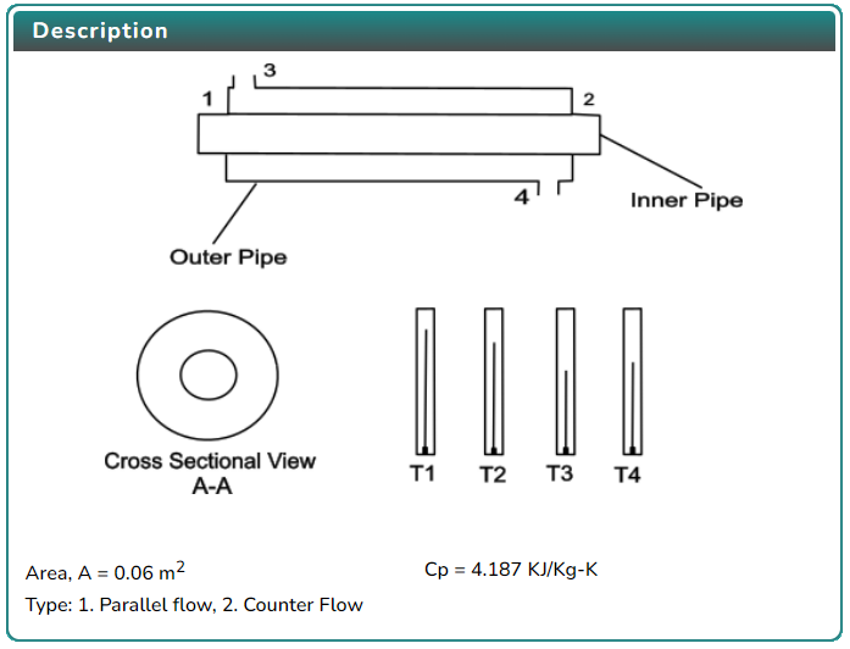 Description
3
1
2
4
Inner Pipe
Outer Pipe
Cross Sectional View
A-A
T1 T2 T3 T4
Area, A = 0.06 m²
Cp = 4.187 KJ/Kg-K
Type: 1. Parallel flow, 2. Counter Flow